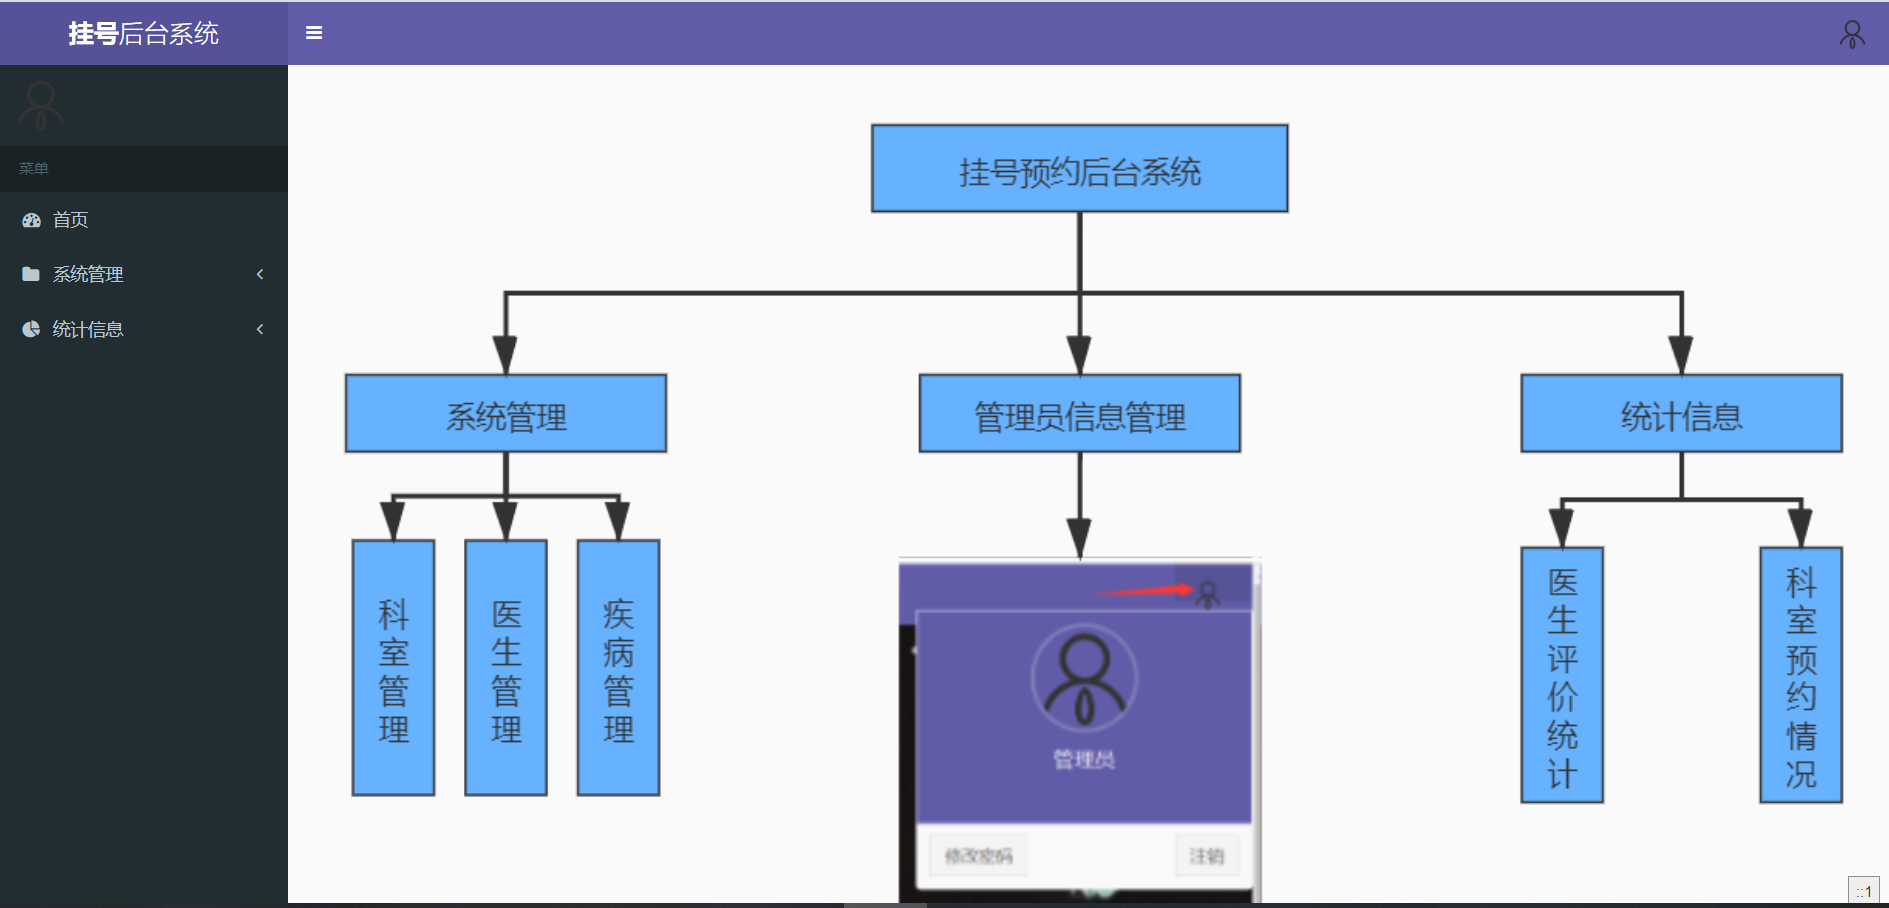 挂号后台系统
菜单
首页
系统管理
统计信息
挂号预约后台系统
系统管理
管理员信息管理
统计信息
科室管理
医生管理
疾病管理
管理员
修改密码
注销
医生评价统计
科室预约情况
::1